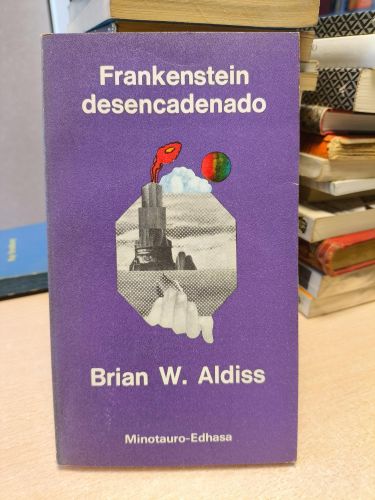 Frankenstein
desencadenado
Brian W. Aldiss
Minotauro-Edhasa